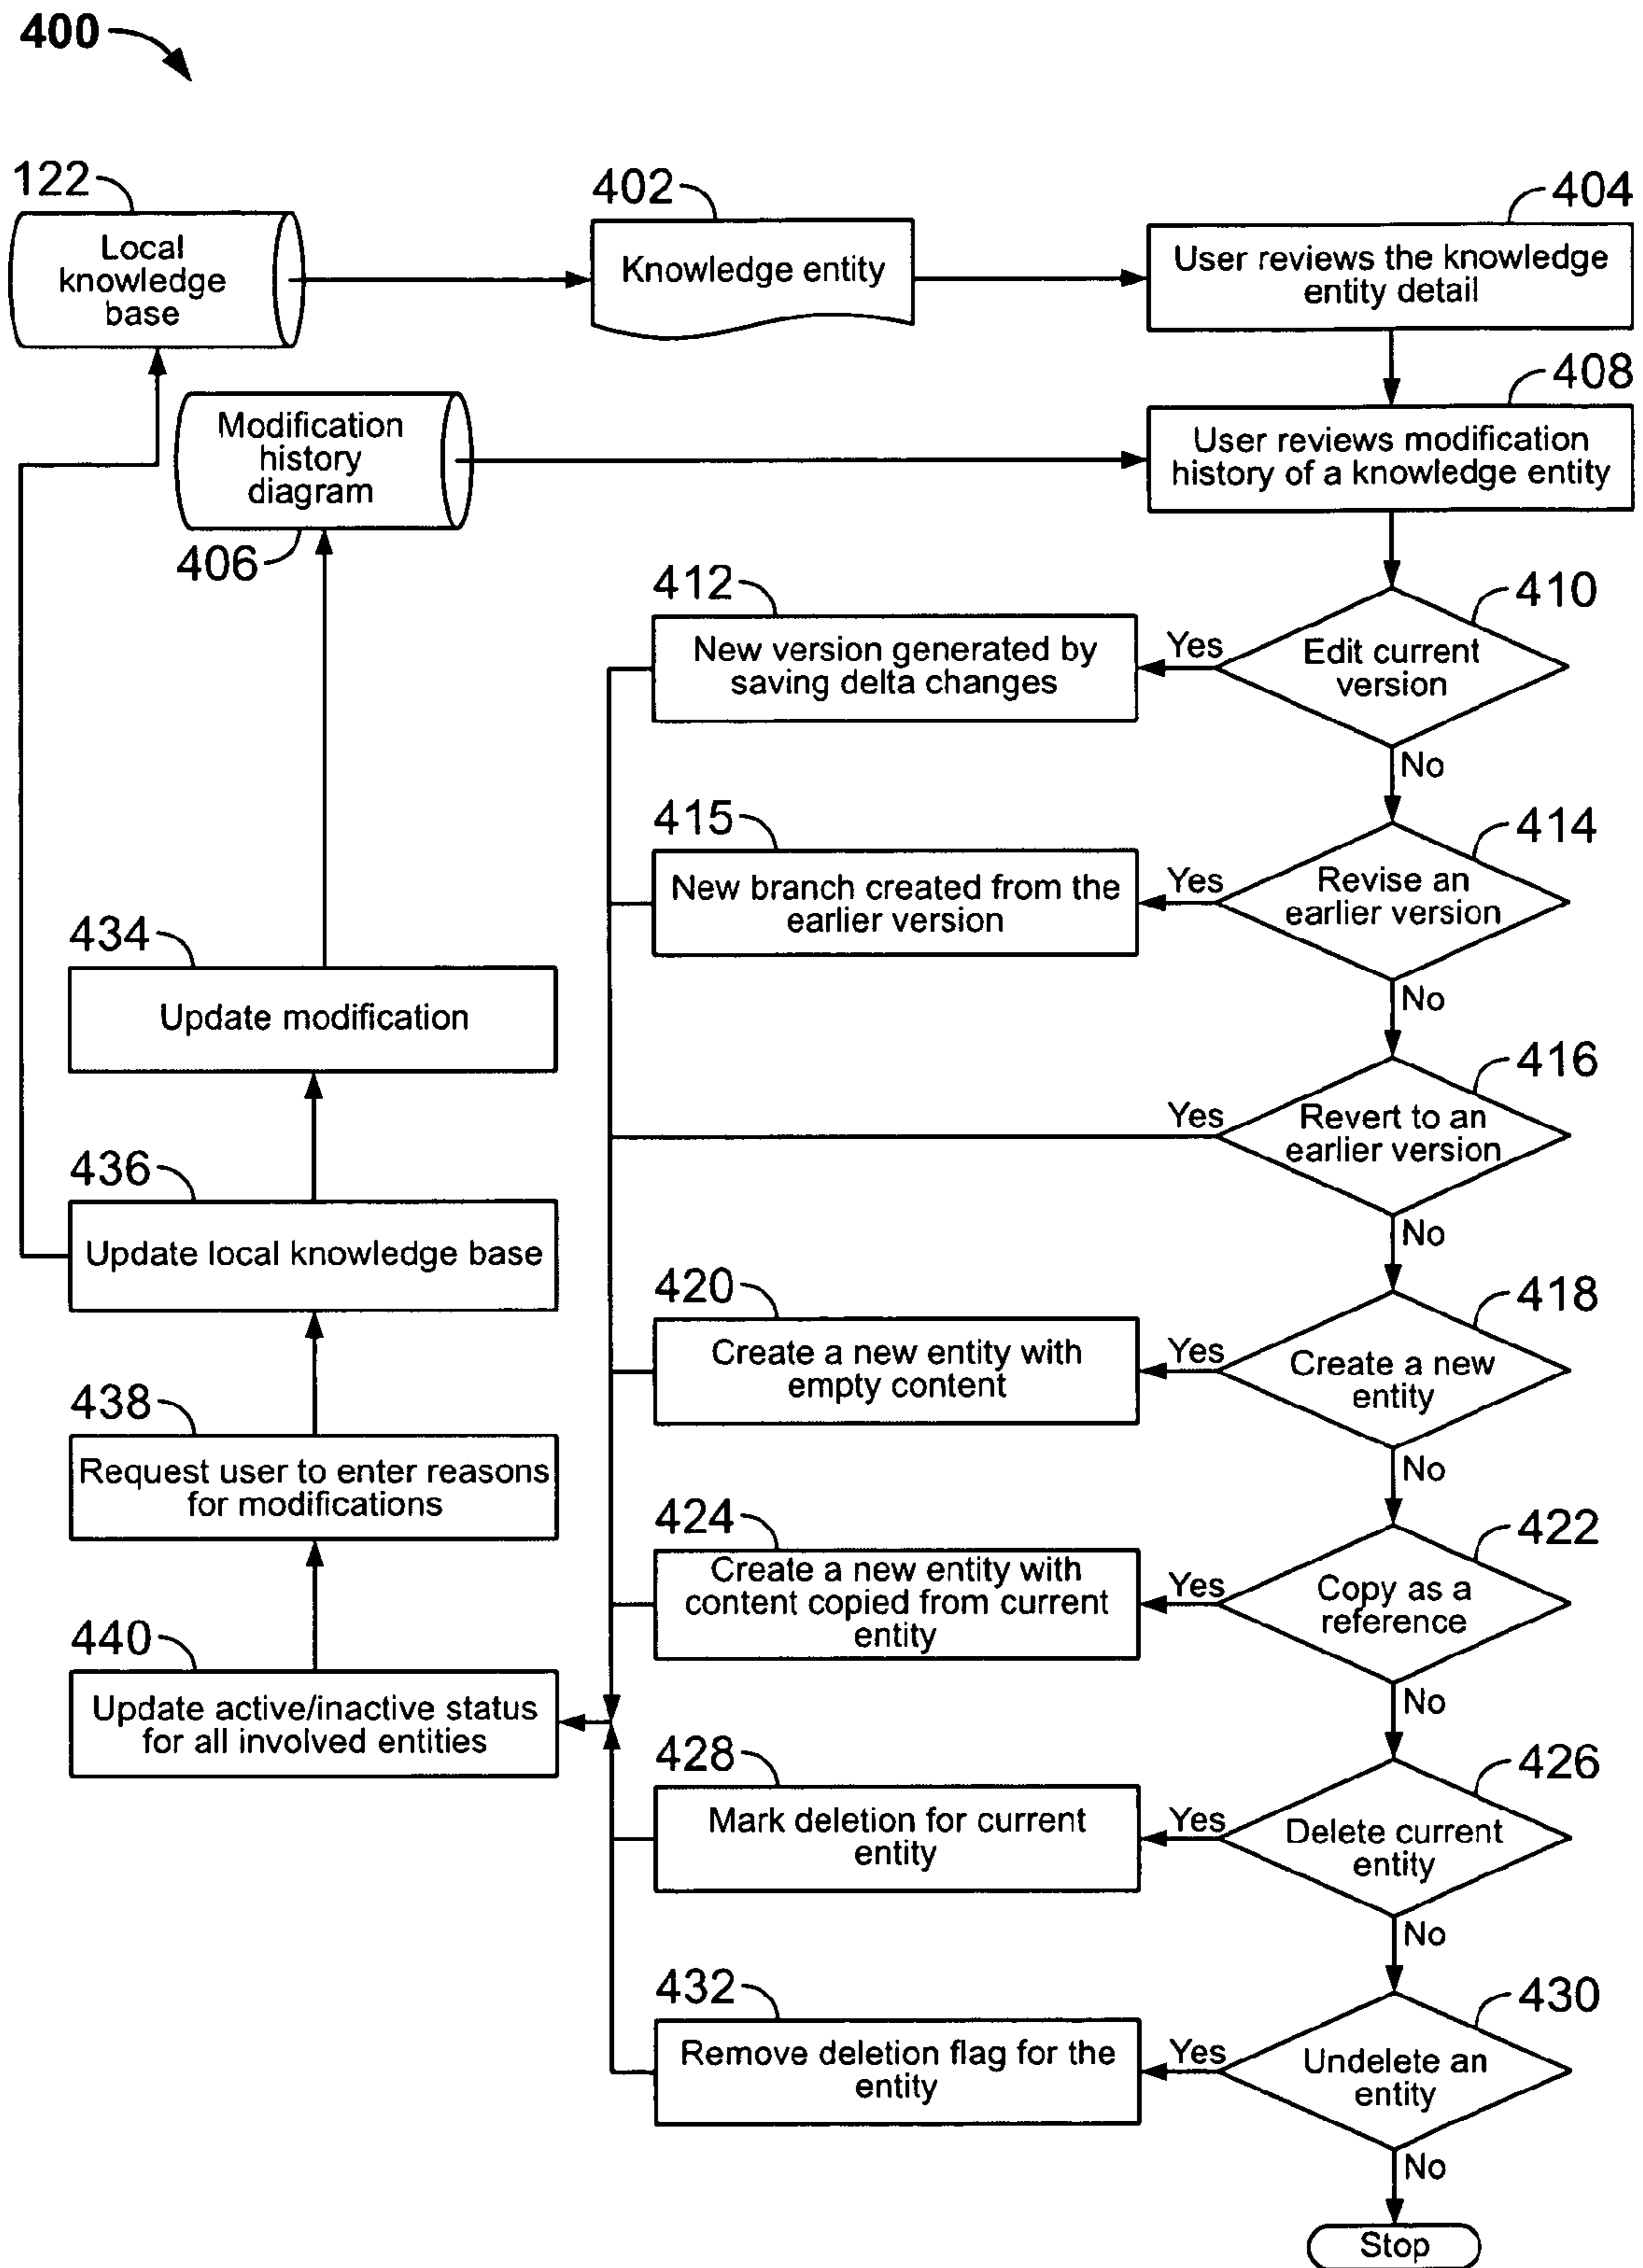 400
122
402
404
Local
knowledge
base
Knowledge entity
User reviews the knowledge
entity detail
408
Modification
history
diagram
User reviews modification
history of a knowledge entity
406
412
410
New version generated by
saving delta changes
Yes
Edit current
version
No
415
414
New branch created from the
earlier version
Yes
Revise an
earlier version
No
434
Update modification
416
Yes
Revert to an
earlier version
No
436
Update local knowledge base
420
418
Create a new entity with
empty content
Yes
Create a new
entity
No
438
Request user to enter reasons
for modifications
424
422
Create a new entity with
content copied from current
entity
Yes
Copy as a
reference
No
440
Update active/inactive status
for all involved entities
428
426
Mark deletion for current
entity
Yes
Delete current
entity
No
432
430
Remove deletion flag for the
entity
Yes
Undelete an
entity
No
Stop